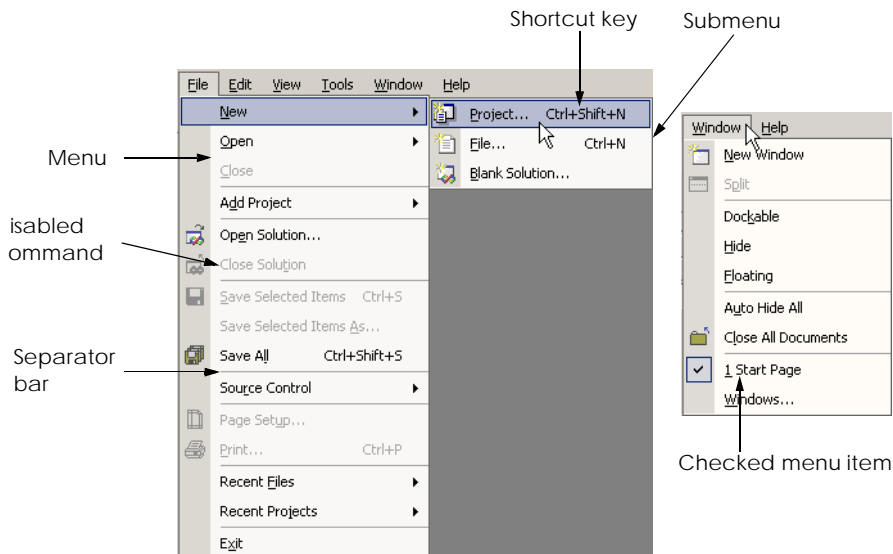 Shortcut key
Submenu
File Edit View Tools Window Help
New
Project... Ctrl+Shift+N
File... Ctrl+N
Blank Solution...
Menu
Open
Close
Add Project
isabled
ommand
Open Solution...
Close Solution
Save Selected Items Ctrl+S
Save Selected Items As...
Separator
bar
Save All Ctrl+Shift+S
Source Control
Page Setup...
Print... Ctrl+P
Recent Files
Recent Projects
Exit
Window Help
New Window
Split
Dockable
Hide
Floating
Auto Hide All
Close All Documents
1 Start Page
Windows...
Checked menu item